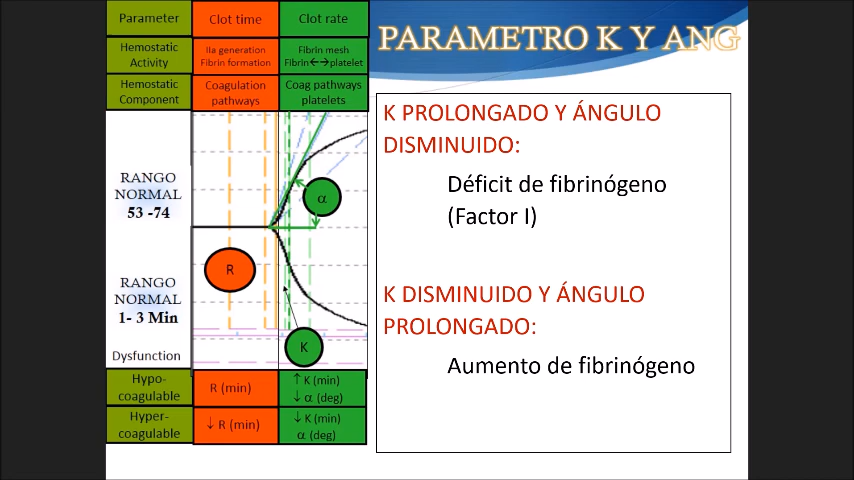 PARAMETRO K Y ANG
Parameter
Clot time
Clot rate
Hemostatic
Activity
IIa generation
Fibrin formation
Fibrin mesh
Fibrin←→platelet
Hemostatic
Component
Coagulation
pathways
Coag pathways
platelets
RANGO
NORMAL
53 -74
RANGO
NORMAL
1- 3 Min
Dysfunction
α
R
K
Hypo-
coagulable
R (min)
↑ K (min)
↓ α (deg)
Hyper-
coagulable
↓ R (min)
↓ K (min)
α (deg)
K PROLONGADO Y ÁNGULO
DISMINUIDO:
Déficit de fibrinógeno
(Factor I)
K DISMINUIDO Y ÁNGULO
PROLONGADO:
Aumento de fibrinógeno